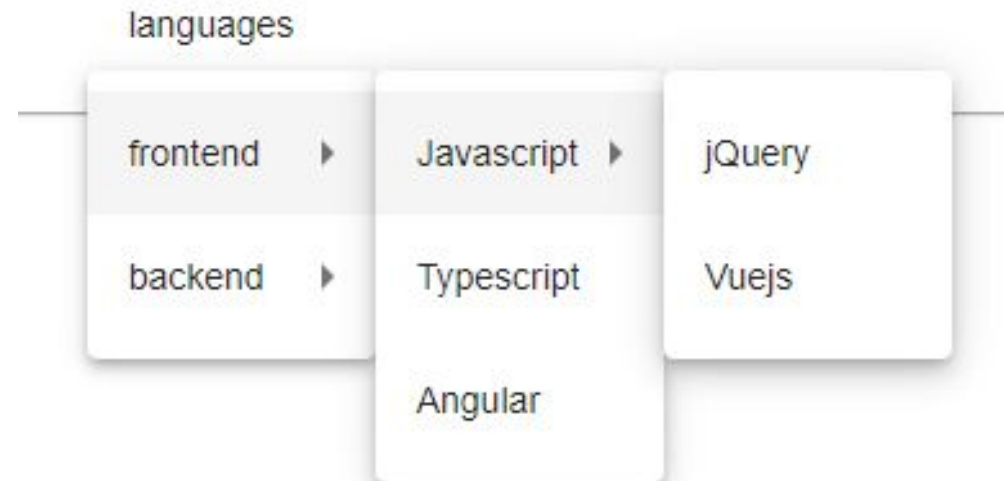 languages
frontend
backend
Javascript
Typescript
Angular
jQuery
Vuejs